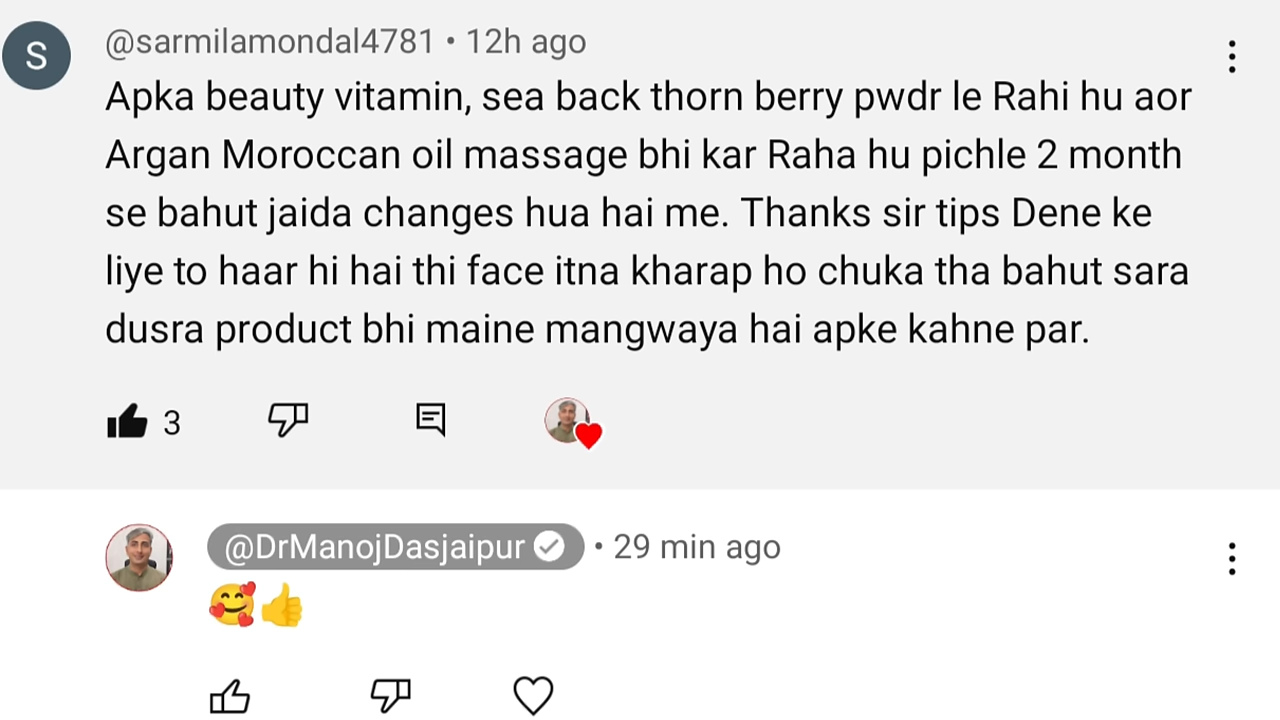 S
@sarmilamondal4781 • 12h ago
Apka beauty vitamin, sea back thorn berry pwdr le Rahi hu aor
Argan Moroccan oil massage bhi kar Raha hu pichle 2 month
se bahut jaida changes hua hai me. Thanks sir tips Dene ke
liye to haar hi hai thi face itna kharap ho chuka tha bahut sara
dusra product bhi maine mangwaya hai apke kahne par.
3
@DrManojDasjaipur • 29 min ago
🥰👍